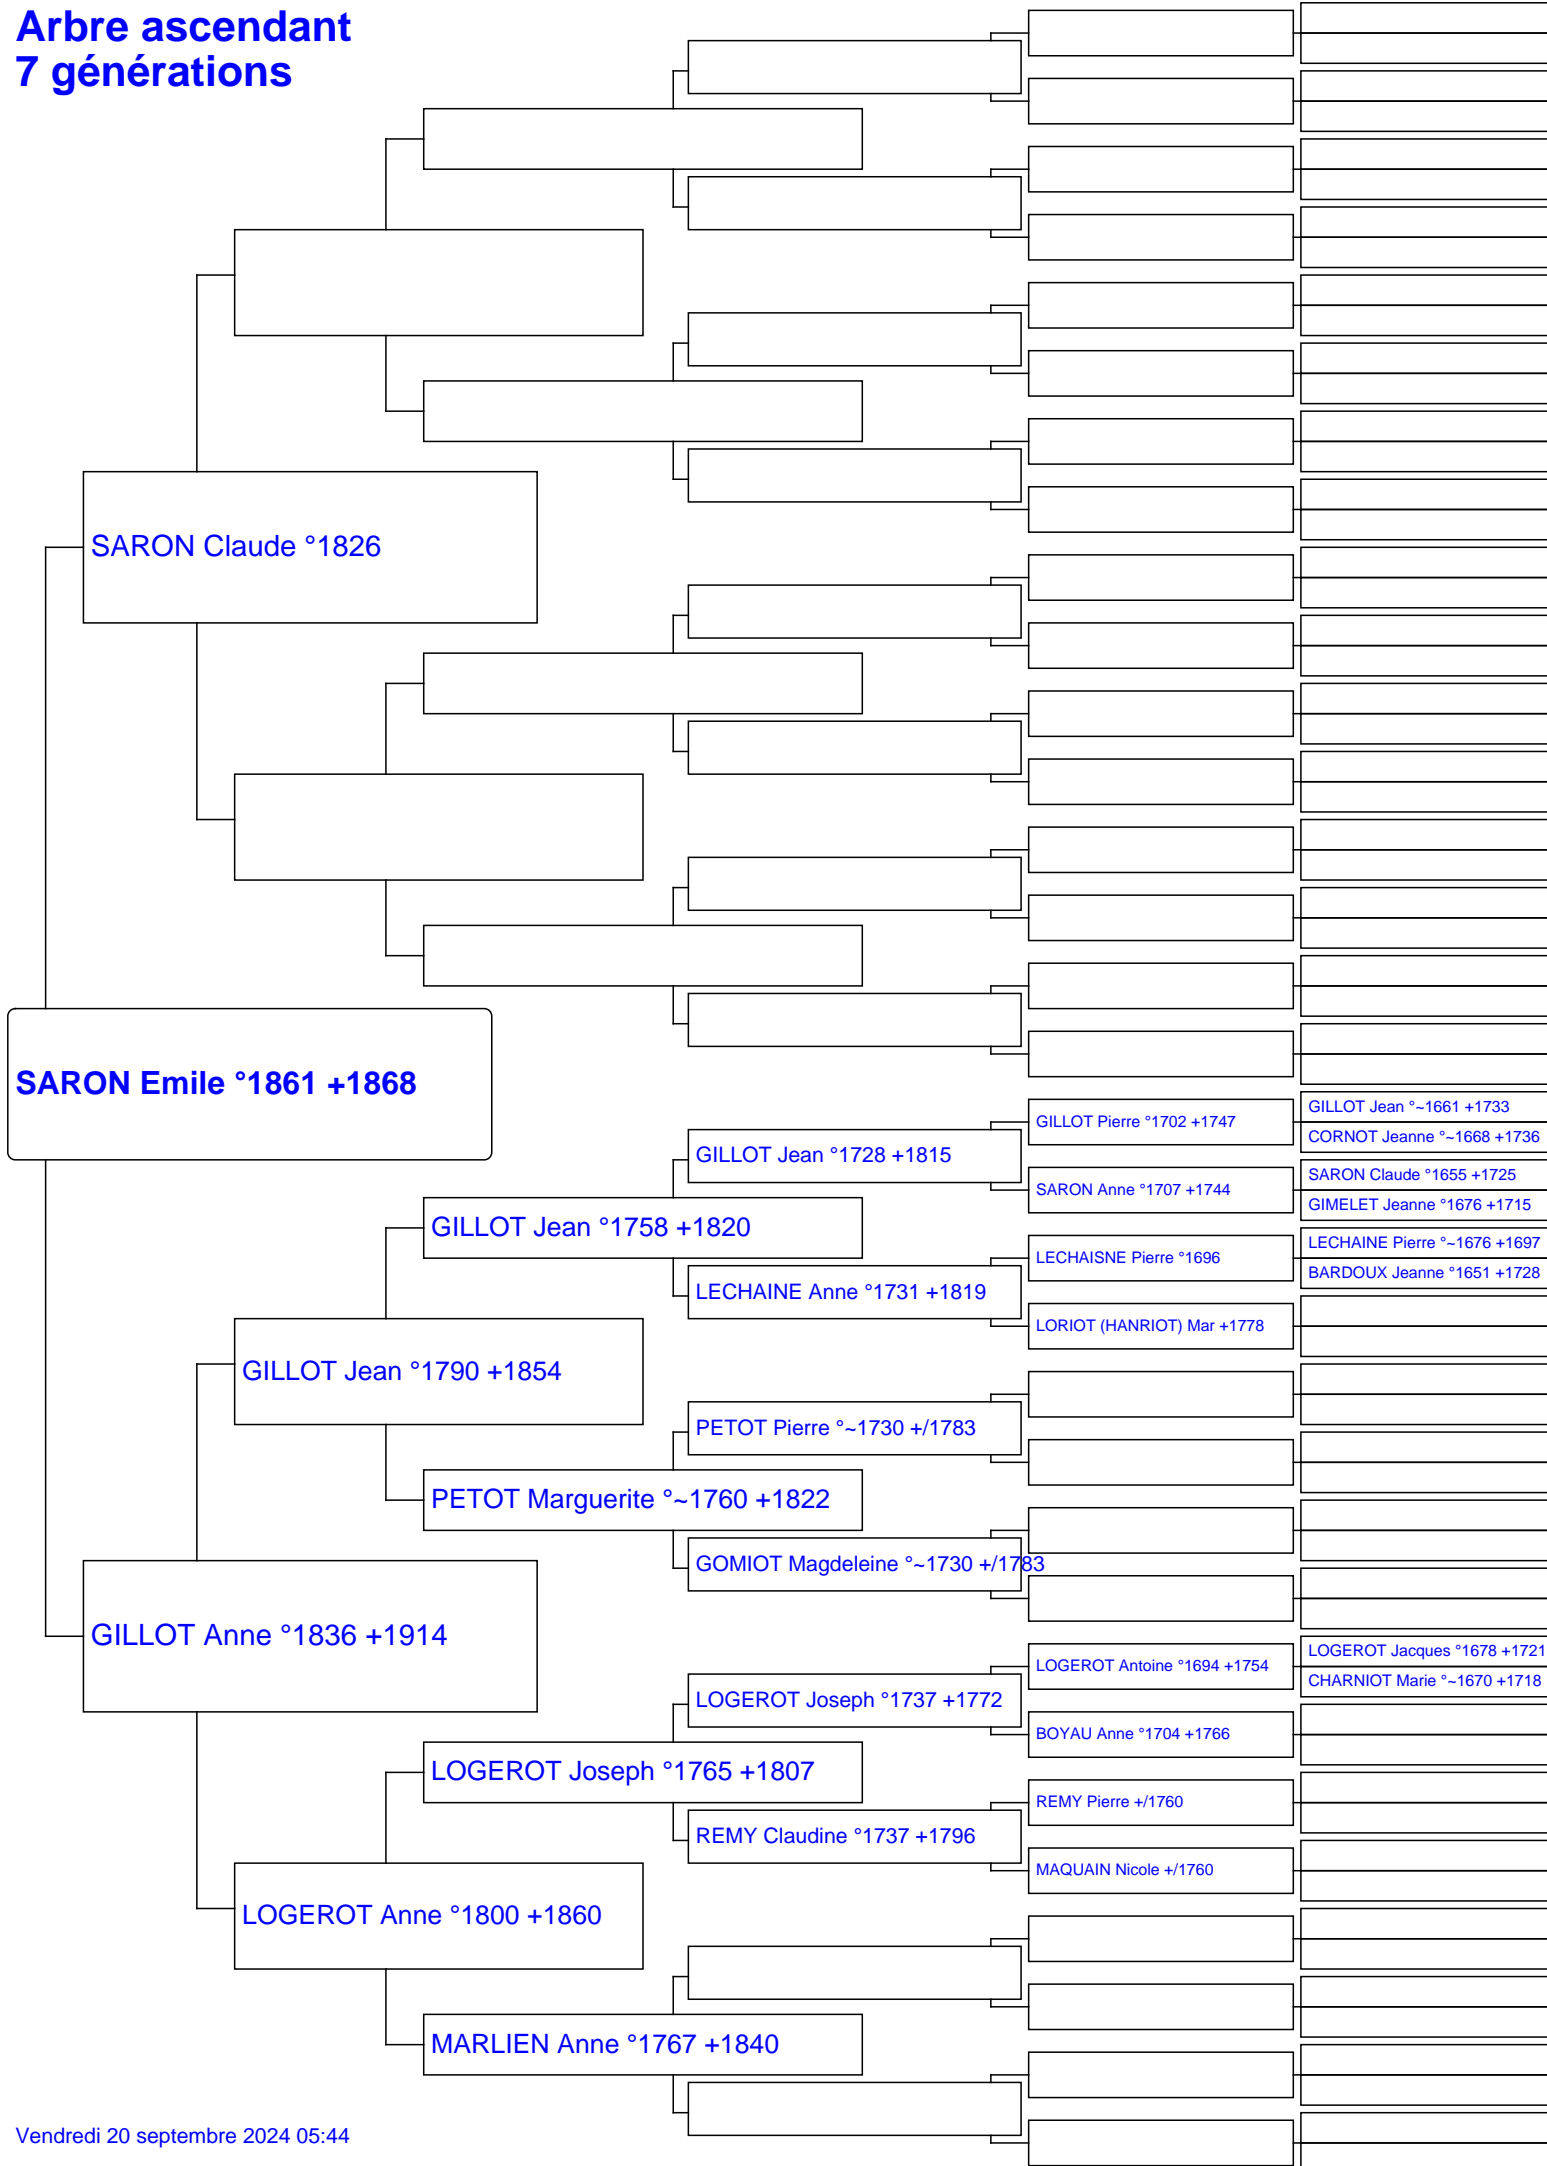 Arbre ascendant
7 générations
SARON Claude °1826
SARON Emile °1861 +1868
GILLOT Pierre °1702 +1747
GILLOT Jean °~1661 +1733
CORNOT Jeanne °~1668 +1736
GILLOT Jean °1728 +1815
SARON Anne °1707 +1744
SARON Claude °1655 +1725
GIMELET Jeanne °1676 +1715
GILLOT Jean °1758 +1820
LECHAISNE Pierre °1696
LECHAINE Pierre °~1676 +1697
BARDOUX Jeanne °1651 +1728
LECHAINE Anne °1731 +1819
LORIOT (HANRIOT) Mar +1778
GILLOT Jean °1790 +1854
PETOT Pierre °~1730 +/1783
PETOT Marguerite °~1760 +1822
GOMIOT Magdeleine °~1730 +/1783
GILLOT Anne °1836 +1914
LOGEROT Antoine °1694 +1754
LOGEROT Jacques °1678 +1721
CHARNIOT Marie °~1670 +1718
LOGEROT Joseph °1737 +1772
BOYAU Anne °1704 +1766
LOGEROT Joseph °1765 +1807
REMY Pierre +/1760
REMY Claudine °1737 +1796
MAQUAIN Nicole +/1760
LOGEROT Anne °1800 +1860
MARLIEN Anne °1767 +1840
Vendredi 20 septembre 2024 05:44